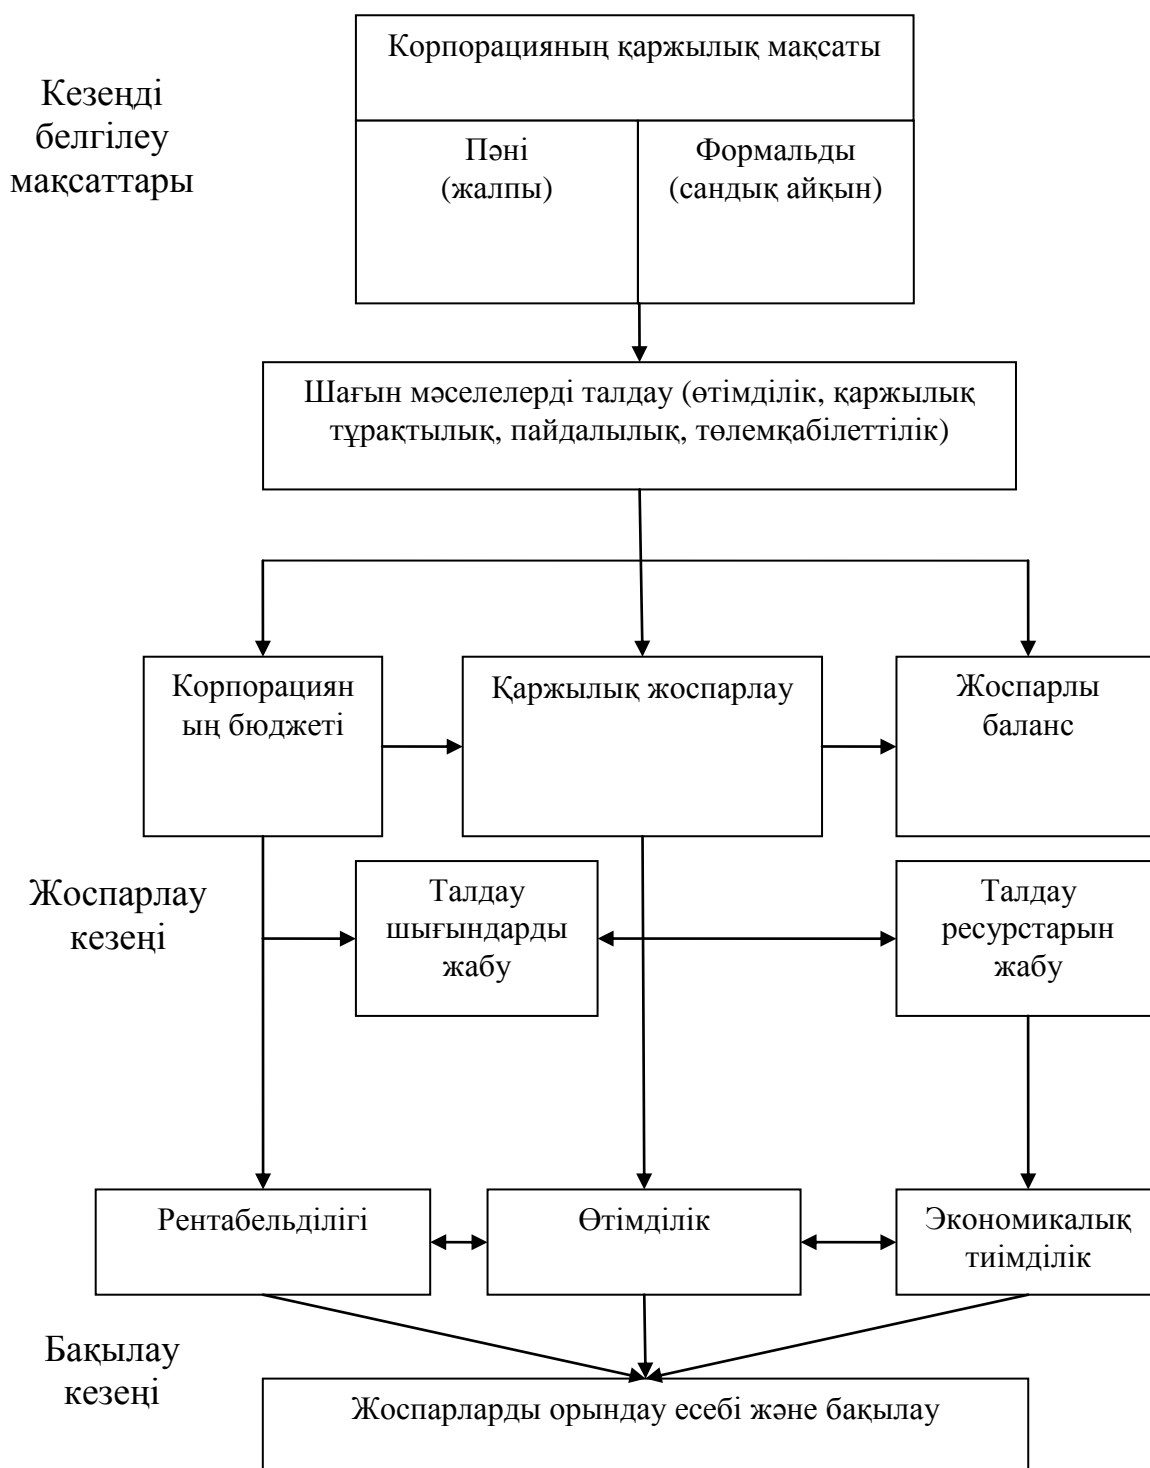 Корпорацияның қаржылық мақсаты
Кезеңді
белгілеу
мақсаттары
Пәні
(жалпы)
Формальды
(сандық айқын)
Шағын мәселелерді талдау (өтімділік, қаржылық
тұрақтылық, пайдалылық, төлемқабілеттілік)
Корпорациян
ың бюджеті
Қаржылық жоспарлау
Жоспарлы
баланс
Жоспарлау
кезеңі
Талдау
шығындарды
жабу
Талдау
ресурстарын
жабу
Рентабельділігі
Өтімділік
Экономикалық
тиімділік
Бақылау
кезеңі
Жоспарларды орындау есебі және бақылау